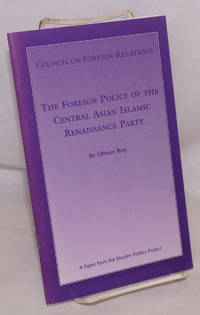 COUNCIL ON FOREIGN RELATIONS
THE FOREIGN POLICY OF THE
CENTRAL ASIAN ISLAMIC
RENAISSANCE PARTY
By Olivier Roy
A Paper from the Muslim Politics Project